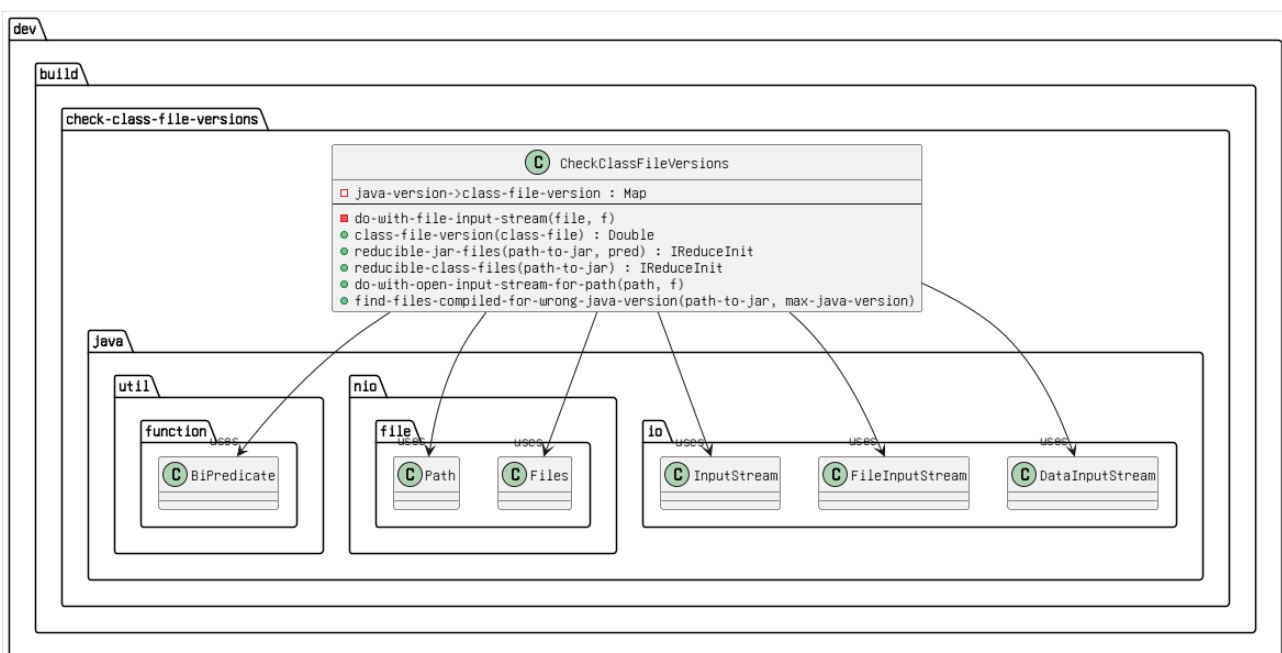 dev
build
check-class-file-versions
C CheckClassFileVersions
java-version->class-file-version : Map
do-with-file-input-stream(file, f)
class-file-version(class-file) : Double
reducible-jar-files(path-to-jar, pred) : IReduceInit
reducible-class-files(path-to-jar) : IReduceInit
do-with-open-input-stream-for-path(path, f)
find-files-compiled-for-wrong-java-version(path-to-jar, max-java-version)
java
util
nio
function
file
io
uses
uses
uses
uses
uses
uses
C BiPredicate
C Path
C Files
C InputStream
C FileInputStream
C DataInputStream